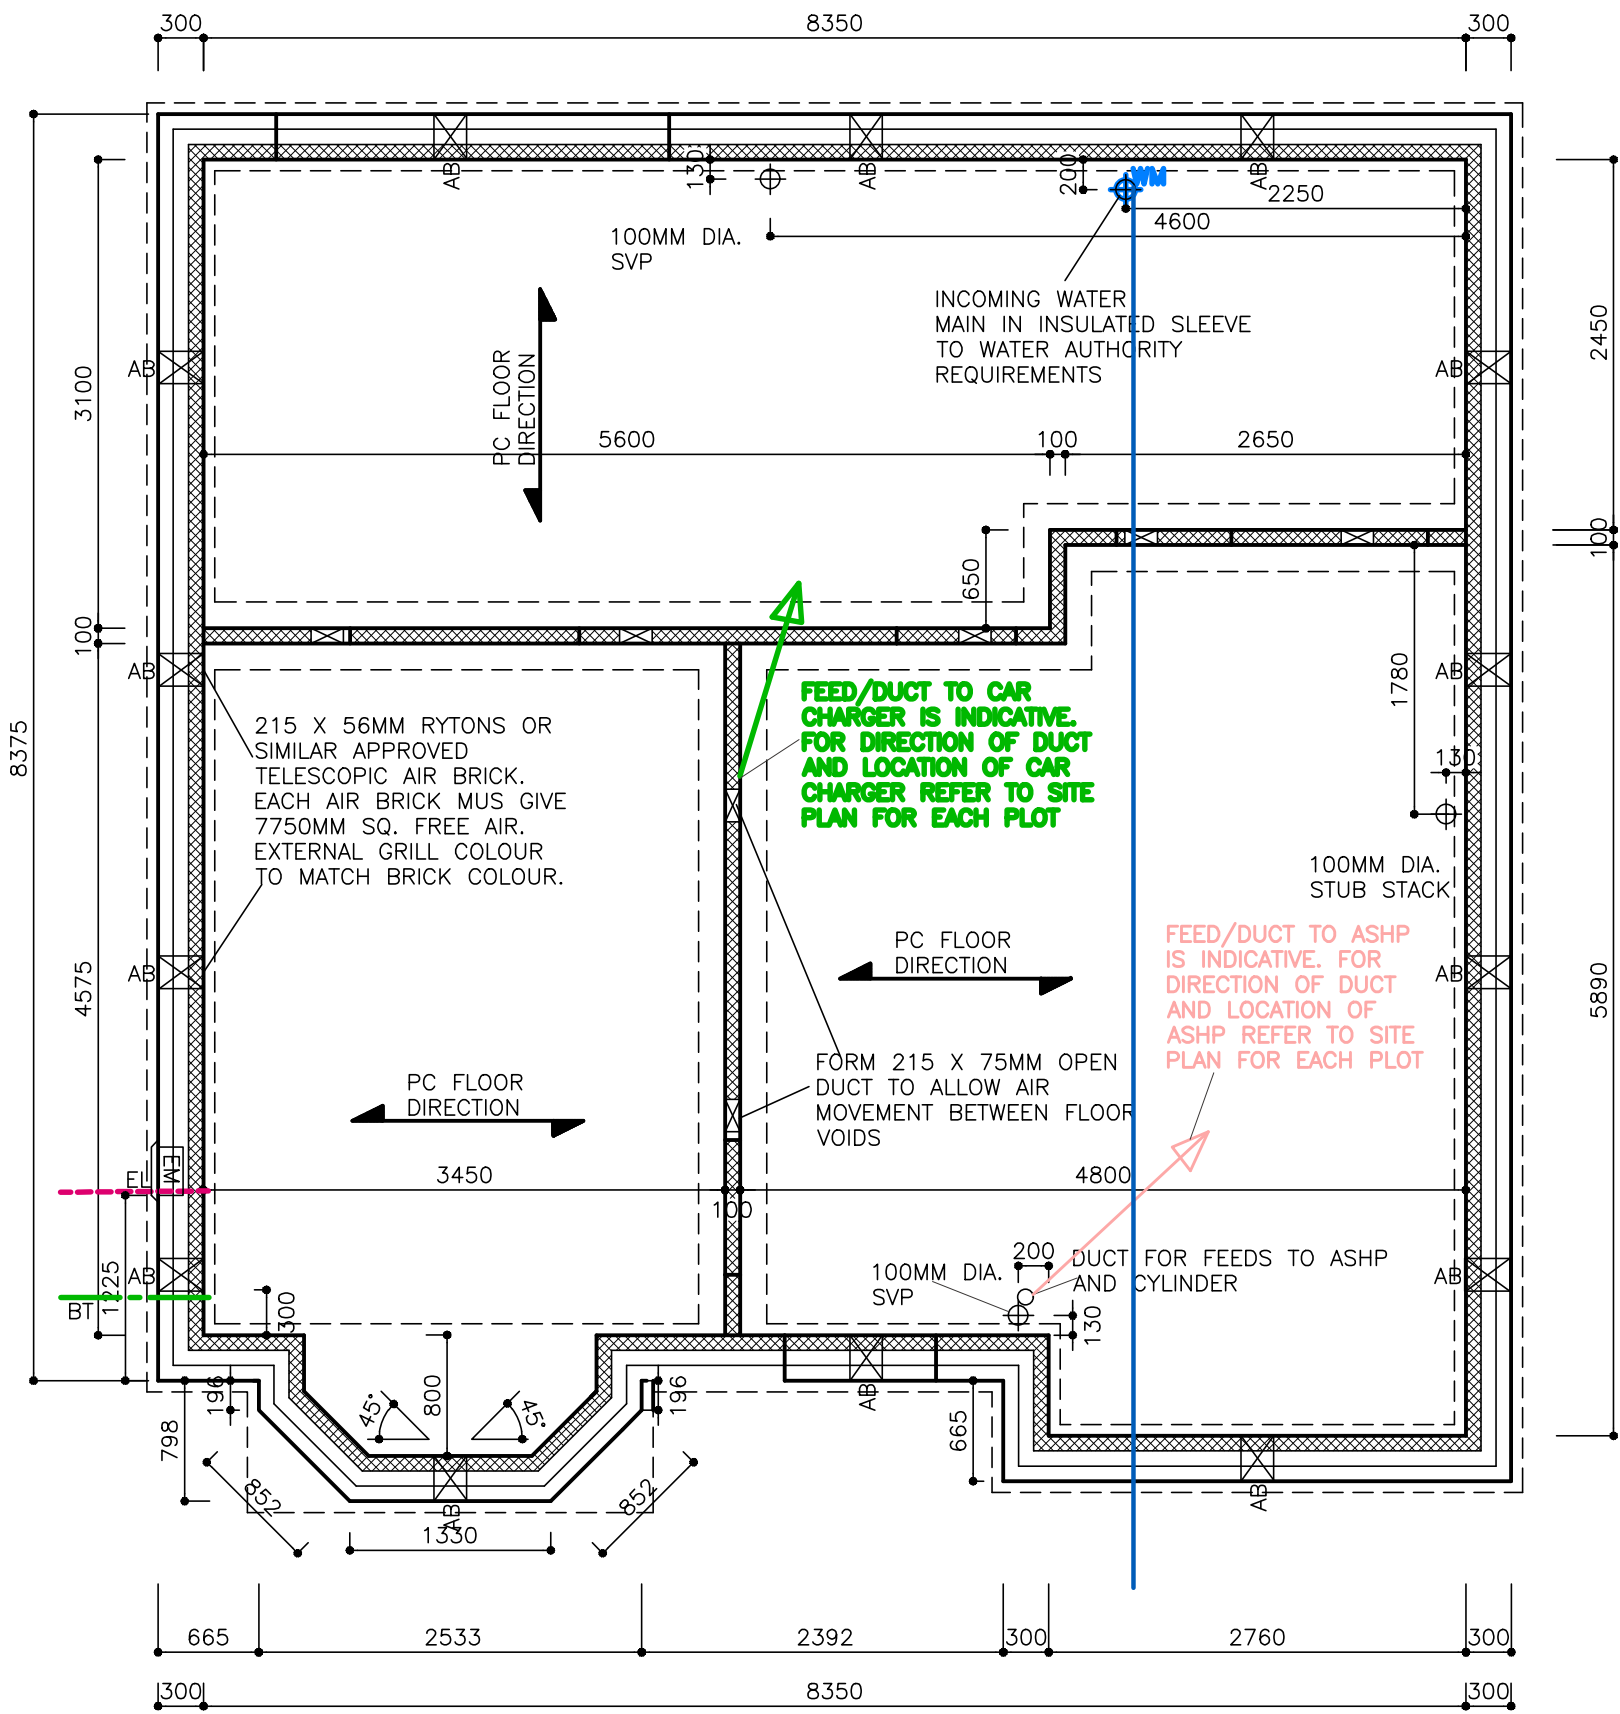 300
8350
300
AB
AB
AB
130
200
WM
2250
4600
100MM DIA.
SVP
INCOMING WATER
MAIN IN INSULATED SLEEVE
TO WATER AUTHORITY
REQUIREMENTS
PC FLOOR
DIRECTION
AB
AB
3100
2450
5600
100
2650
100
650
100
AB
AB
1780
8375
215 X 56MM RYTONS OR
SIMILAR APPROVED
TELESCOPIC AIR BRICK.
EACH AIR BRICK MUS GIVE
7750MM SQ. FREE AIR.
EXTERNAL GRILL COLOUR
TO MATCH BRICK COLOUR.
FEED/DUCT TO CAR
CHARGER IS INDICATIVE.
FOR DIRECTION OF DUCT
AND LOCATION OF CAR
CHARGER REFER TO SITE
PLAN FOR EACH PLOT
130
100MM DIA.
STUB STACK
PC FLOOR
DIRECTION
FEED/DUCT TO ASHP
IS INDICATIVE. FOR
DIRECTION OF DUCT
AND LOCATION OF
ASHP REFER TO SITE
PLAN FOR EACH PLOT
AB
AB
4575
5890
FORM 215 X 75MM OPEN
DUCT TO ALLOW AIR
MOVEMENT BETWEEN FLOOR
VOIDS
PC FLOOR
DIRECTION
EL
EM
3450
100
4800
200
DUCT FOR FEEDS TO ASHP
AND CYLINDER
100MM DIA.
SVP
AB
AB
1225
BT
300
130
196
45°
800
45°
196
AB
798
665
852
852
AB
AB
1330
665
2533
2392
300
2760
300
300
8350
300